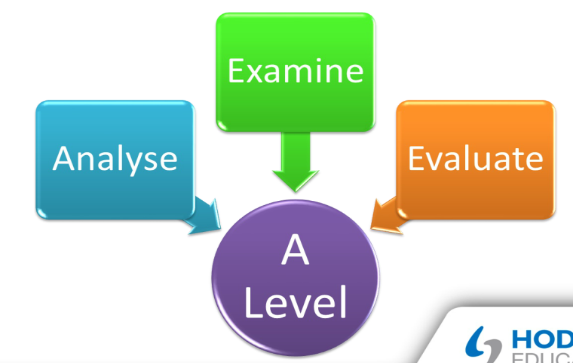 Examine
Analyse
Evaluate
A
Level